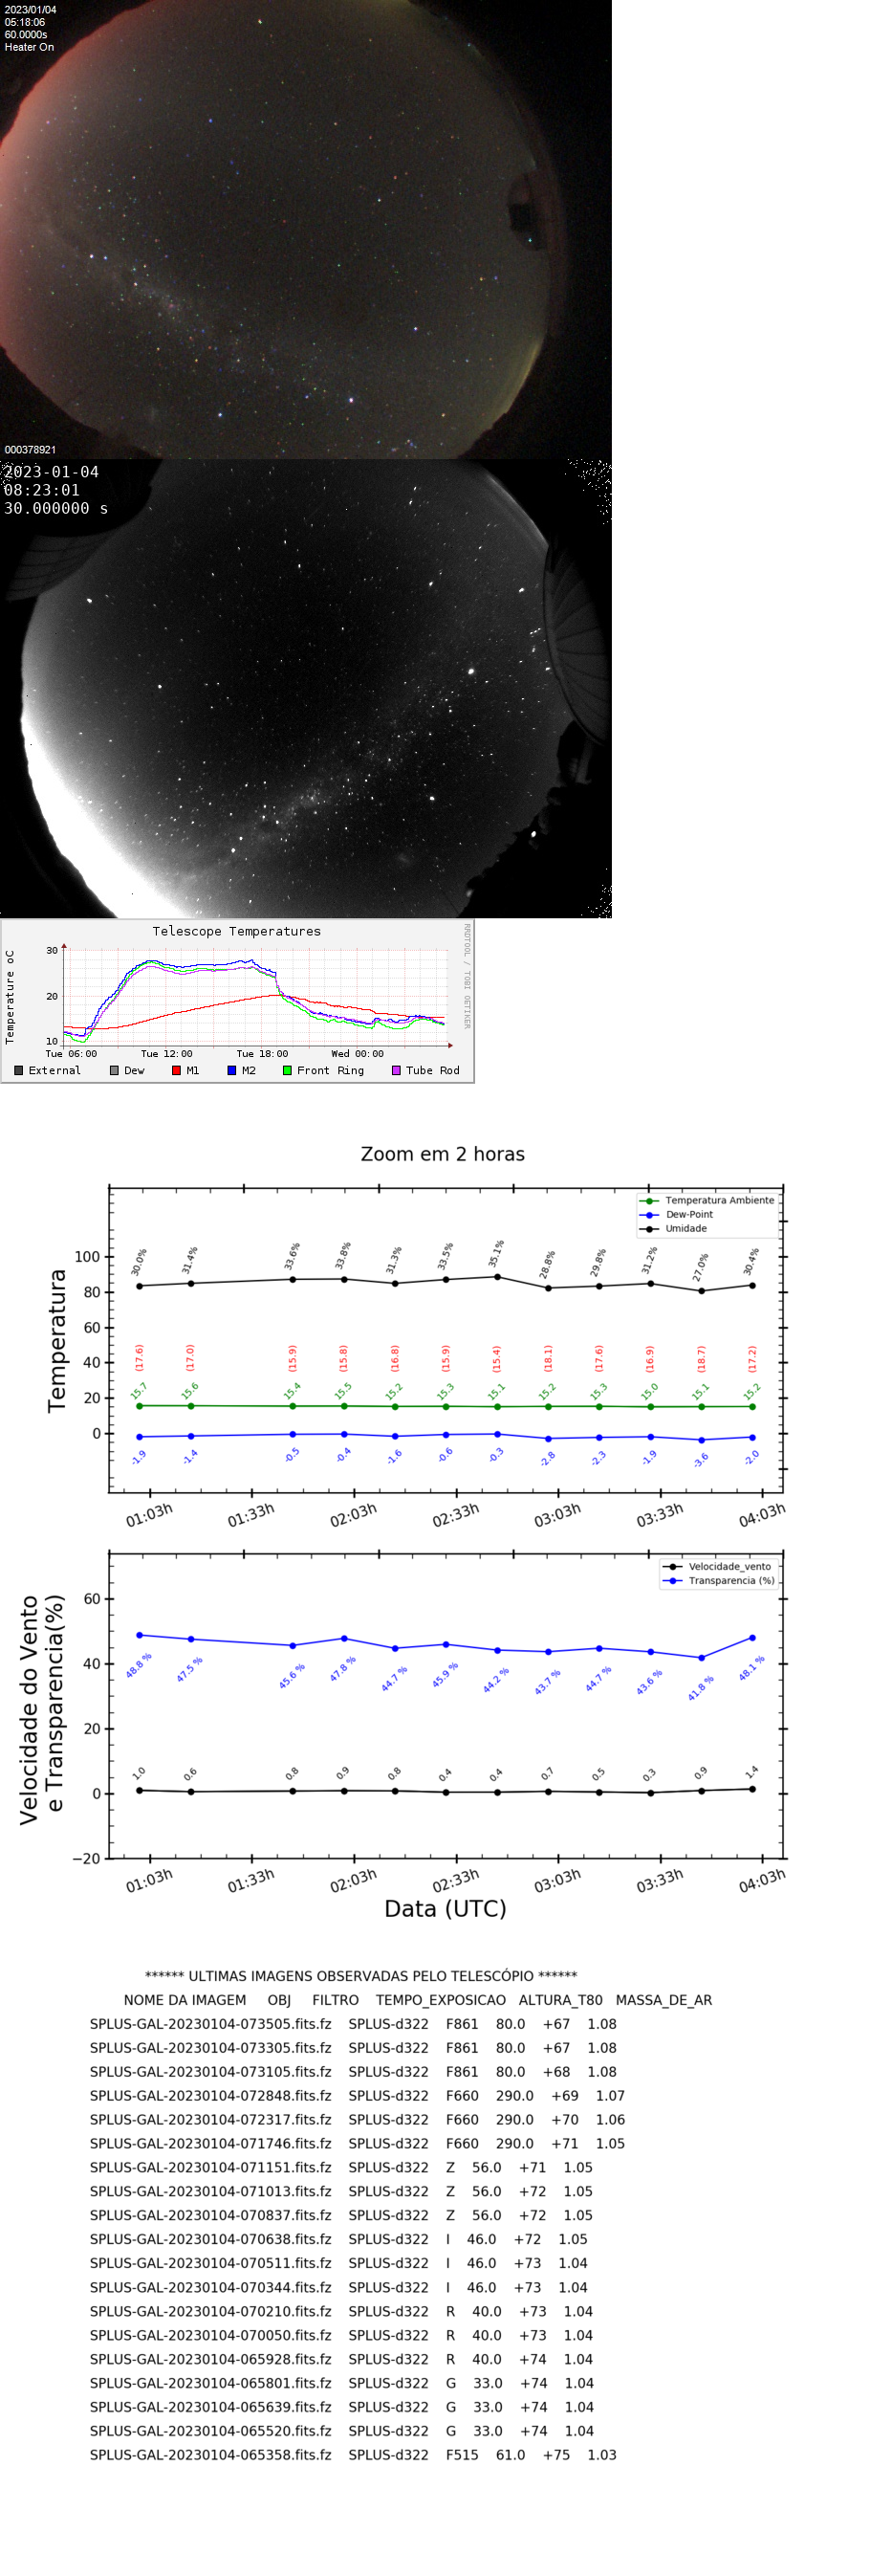 2023/01/04
05:18:06
60.0000s
Heater On
000378921
2023-01-04
08:23:01
30.000000 s
Telescope Temperatures
RRDTOOL / TOBI OETIKER
Temperature oC
30
20
10
Tue 06:00 Tue 12:00 Tue 18:00 Wed 00:00
External Dew M1 M2 Front Ring Tube Rod
Zoom em 2 horas
Temperatura Ambiente
Dew-Point
Umidade
Temperatura
100
80
60
40
20
0
30.0% 31.4% 33.6% 33.8% 31.3% 33.5% 35.1% 28.8% 29.8% 31.2% 27.0% 30.4%
(17.6) (17.0) (15.9) (15.8) (16.8) (15.9) (15.4) (18.1) (17.6) (16.9) (18.7) (17.2)
15.7 15.6 15.4 15.5 15.2 15.3 15.1 15.2 15.3 15.0 15.1 15.2
-1.9 -1.4 -0.5 -0.4 -1.6 -0.6 -0.3 -2.8 -2.3 -1.9 -3.6 -2.0
01:03h 01:33h 02:03h 02:33h 03:03h 03:33h 04:03h
Velocidade_vento
Transparencia (%)
Velocidade do Vento
e Transparencia(%)
60
40
20
0
−20
48.8 % 47.5 % 45.6 % 47.8 % 44.7 % 45.9 % 44.2 % 43.7 % 44.7 % 43.6 % 41.8 % 48.1 %
1.0 0.6 0.8 0.9 0.8 0.4 0.4 0.7 0.5 0.3 0.9 1.4
01:03h 01:33h 02:03h 02:33h 03:03h 03:33h 04:03h
Data (UTC)
****** ULTIMAS IMAGENS OBSERVADAS PELO TELESCÓPIO ******
NOME DA IMAGEM OBJ FILTRO TEMPO_EXPOSICAO ALTURA_T80 MASSA_DE_AR
SPLUS-GAL-20230104-073505.fits.fz SPLUS-d322 F861 80.0 +67 1.08
SPLUS-GAL-20230104-073305.fits.fz SPLUS-d322 F861 80.0 +67 1.08
SPLUS-GAL-20230104-073105.fits.fz SPLUS-d322 F861 80.0 +68 1.08
SPLUS-GAL-20230104-072848.fits.fz SPLUS-d322 F660 290.0 +69 1.07
SPLUS-GAL-20230104-072317.fits.fz SPLUS-d322 F660 290.0 +70 1.06
SPLUS-GAL-20230104-071746.fits.fz SPLUS-d322 F660 290.0 +71 1.05
SPLUS-GAL-20230104-071151.fits.fz SPLUS-d322 Z 56.0 +71 1.05
SPLUS-GAL-20230104-071013.fits.fz SPLUS-d322 Z 56.0 +72 1.05
SPLUS-GAL-20230104-070837.fits.fz SPLUS-d322 Z 56.0 +72 1.05
SPLUS-GAL-20230104-070638.fits.fz SPLUS-d322 I 46.0 +72 1.05
SPLUS-GAL-20230104-070511.fits.fz SPLUS-d322 I 46.0 +73 1.04
SPLUS-GAL-20230104-070344.fits.fz SPLUS-d322 I 46.0 +73 1.04
SPLUS-GAL-20230104-070210.fits.fz SPLUS-d322 R 40.0 +73 1.04
SPLUS-GAL-20230104-070050.fits.fz SPLUS-d322 R 40.0 +73 1.04
SPLUS-GAL-20230104-065928.fits.fz SPLUS-d322 R 40.0 +74 1.04
SPLUS-GAL-20230104-065801.fits.fz SPLUS-d322 G 33.0 +74 1.04
SPLUS-GAL-20230104-065639.fits.fz SPLUS-d322 G 33.0 +74 1.04
SPLUS-GAL-20230104-065520.fits.fz SPLUS-d322 G 33.0 +74 1.04
SPLUS-GAL-20230104-065358.fits.fz SPLUS-d322 F515 61.0 +75 1.03